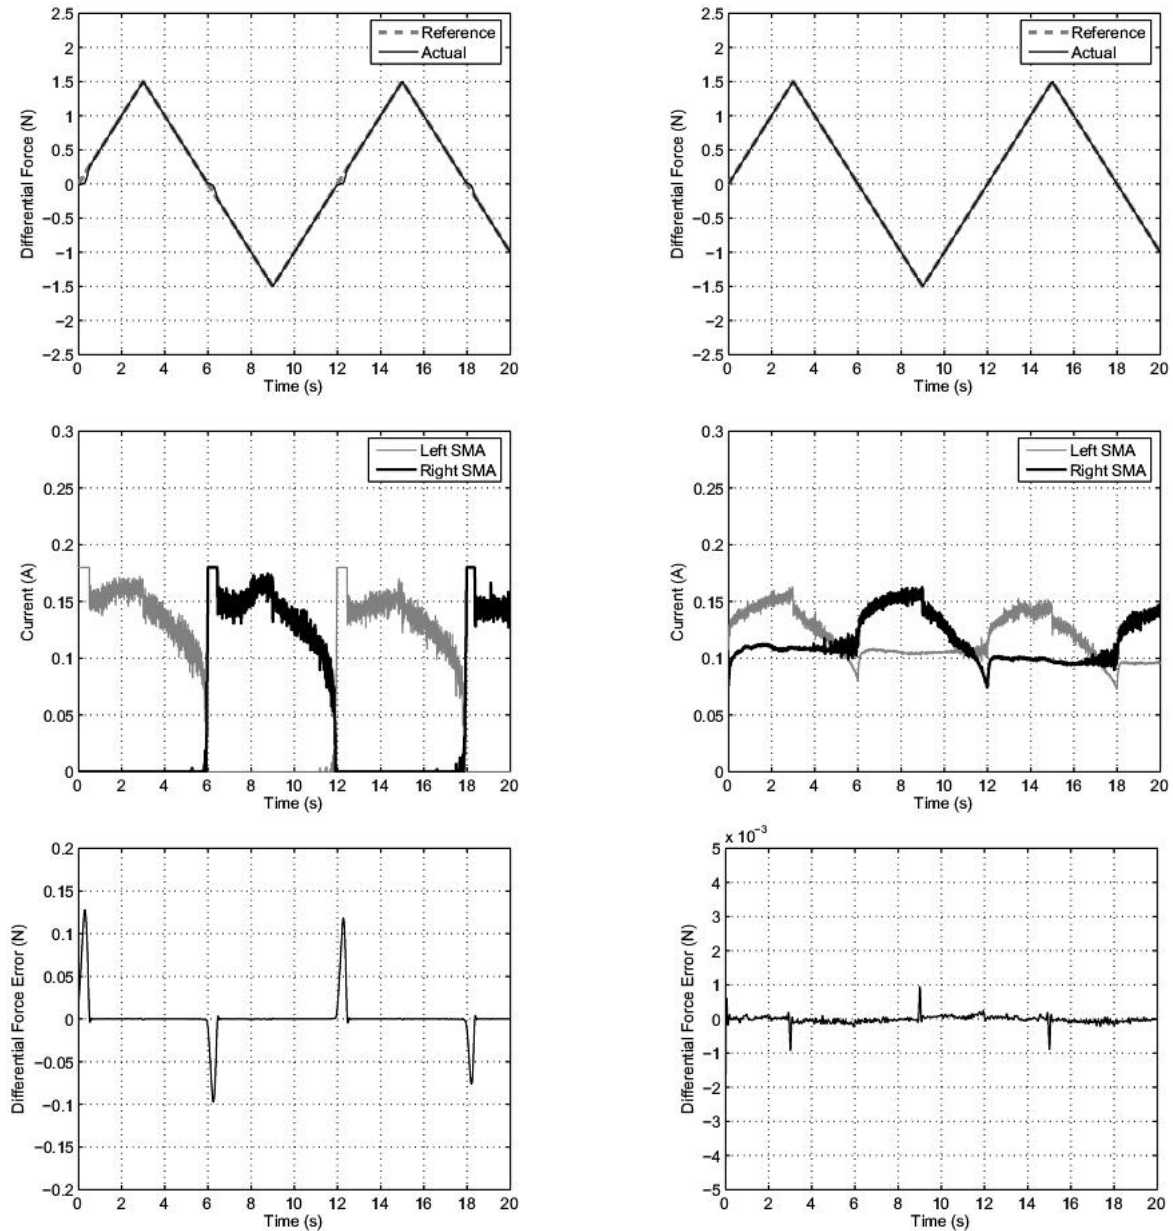 2.5
2
1.5
1
0.5
0
−0.5
−1
−1.5
−2
−2.5
Differential Force (N)
Reference
Actual
0 2 4 6 8 10 12 14 16 18 20
Time (s)
2.5
2
1.5
1
0.5
0
−0.5
−1
−1.5
−2
−2.5
Differential Force (N)
Reference
Actual
0 2 4 6 8 10 12 14 16 18 20
Time (s)
0.3
0.25
0.2
0.15
0.1
0.05
0
Current (A)
Left SMA
Right SMA
0 2 4 6 8 10 12 14 16 18 20
Time (s)
0.3
0.25
0.2
0.15
0.1
0.05
0
Current (A)
Left SMA
Right SMA
0 2 4 6 8 10 12 14 16 18 20
Time (s)
0.2
0.15
0.1
0.05
0
−0.05
−0.1
−0.15
−0.2
Differential Force Error (N)
0 2 4 6 8 10 12 14 16 18 20
Time (s)
x 10⁻³
5
4
3
2
1
0
−1
−2
−3
−4
−5
Differential Force Error (N)
0 2 4 6 8 10 12 14 16 18 20
Time (s)